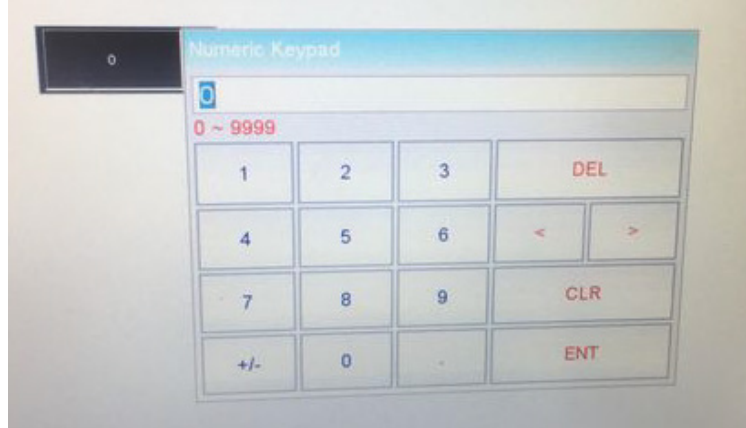 0
Numeric Keypad
0
0 ~ 9999
1 2 3 DEL
4 5 6 < >
7 8 9 CLR
+/- 0 . ENT